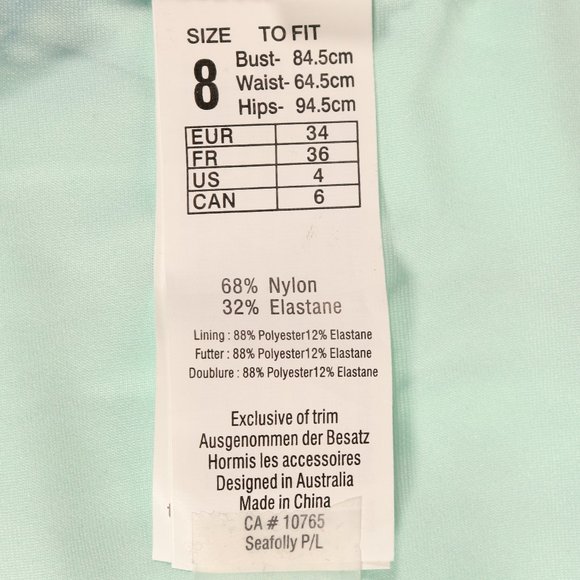 SIZE TO FIT
8 Bust- 84.5cm
Waist- 64.5cm
Hips- 94.5cm
EUR 34
FR 36
US 4
CAN 6
68% Nylon
32% Elastane
Lining : 88% Polyester12% Elastane
Futter : 88% Polyester12% Elastane
Doublure : 88% Polyester12% Elastane
Exclusive of trim
Ausgenommen der Besatz
Hormis les accessoires
Designed in Australia
Made in China
CA # 10765
Seafolly P/L